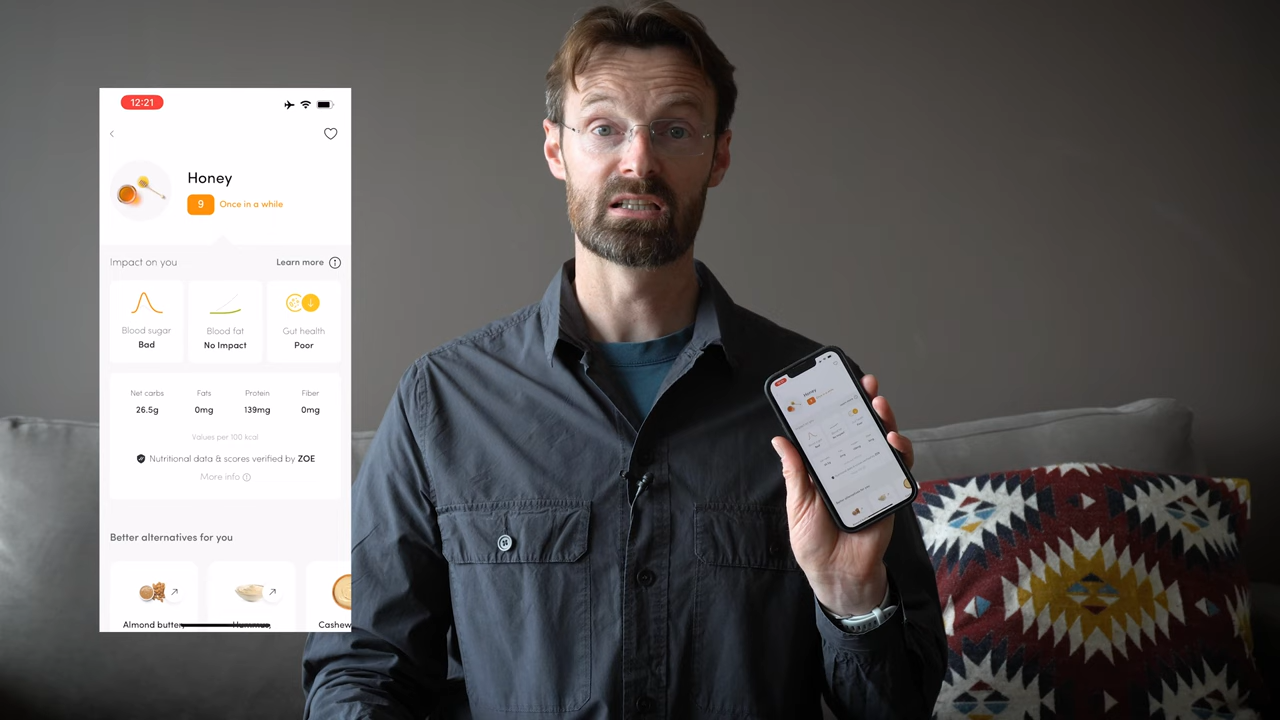 12:21
Honey
9 Once in a while
Impact on you Learn more
Blood sugar Blood fat Gut health
Bad No Impact Poor
Net carbs Fats Protein Fiber
26.5g 0mg 139mg 0mg
Values per 100 kcal
Nutritional data & scores verified by ZOE
More info
Better alternatives for you
Almond butter Hummus Cashew
Honey